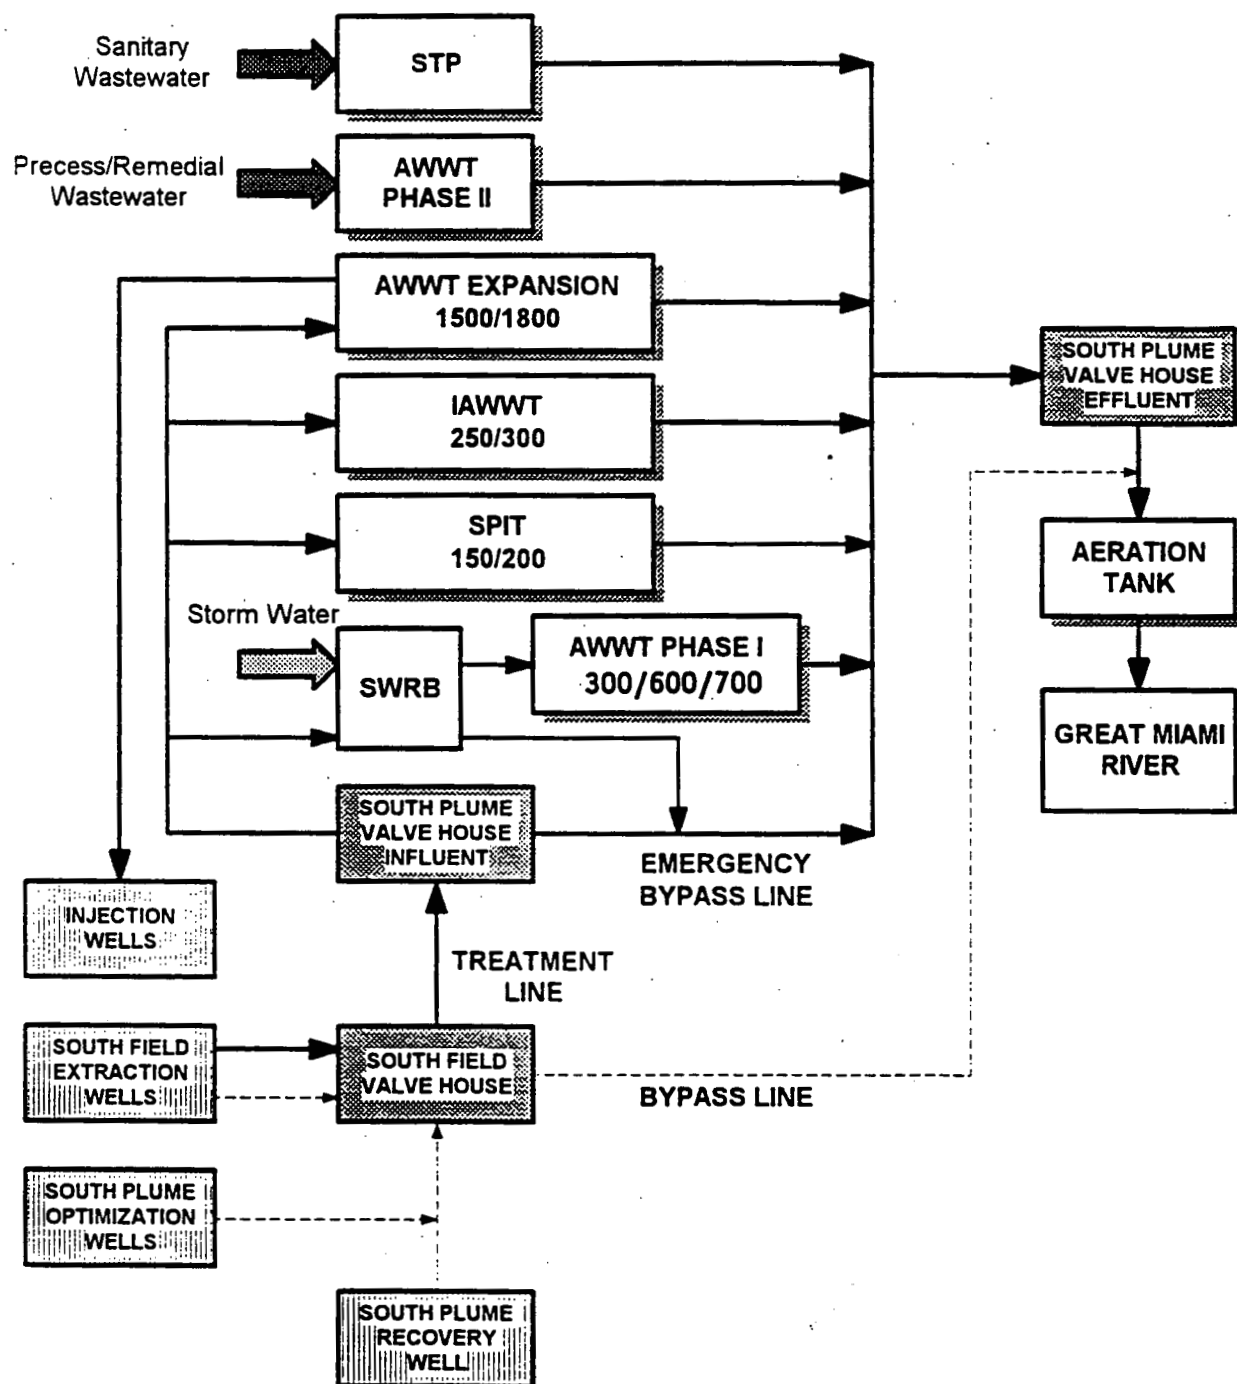 Sanitary
Wastewater
STP
Precess/Remedial
Wastewater
AWWT
PHASE II
AWWT EXPANSION
1500/1800
SOUTH PLUME
VALVE HOUSE
EFFLUENT
IAWWT
250/300
SPIT
150/200
AERATION
TANK
Storm Water
SWRB
AWWT PHASE I
300/600/700
GREAT MIAMI
RIVER
SOUTH PLUME
VALVE HOUSE
INFLUENT
EMERGENCY
BYPASS LINE
INJECTION
WELLS
TREATMENT
LINE
SOUTH FIELD
EXTRACTION
WELLS
SOUTH FIELD
VALVE HOUSE
BYPASS LINE
SOUTH PLUME
OPTIMIZATION
WELLS
SOUTH PLUME
RECOVERY
WELL